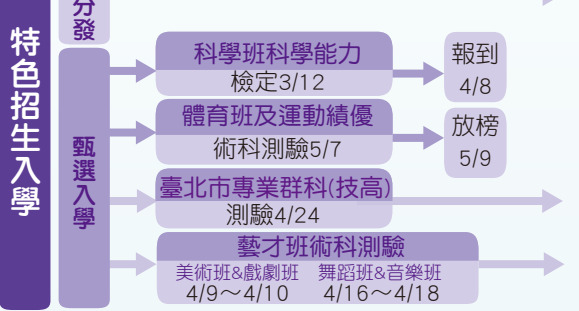 特色招生入學
分發
甄選入學
科學班科學能力
檢定3/12
報到
4/8
體育班及運動績優
術科測驗5/7
放榜
5/9
臺北市專業群科(技高)
測驗4/24
藝才班術科測驗
美術班&戲劇班 舞蹈班&音樂班
4/9～4/10 4/16～4/18